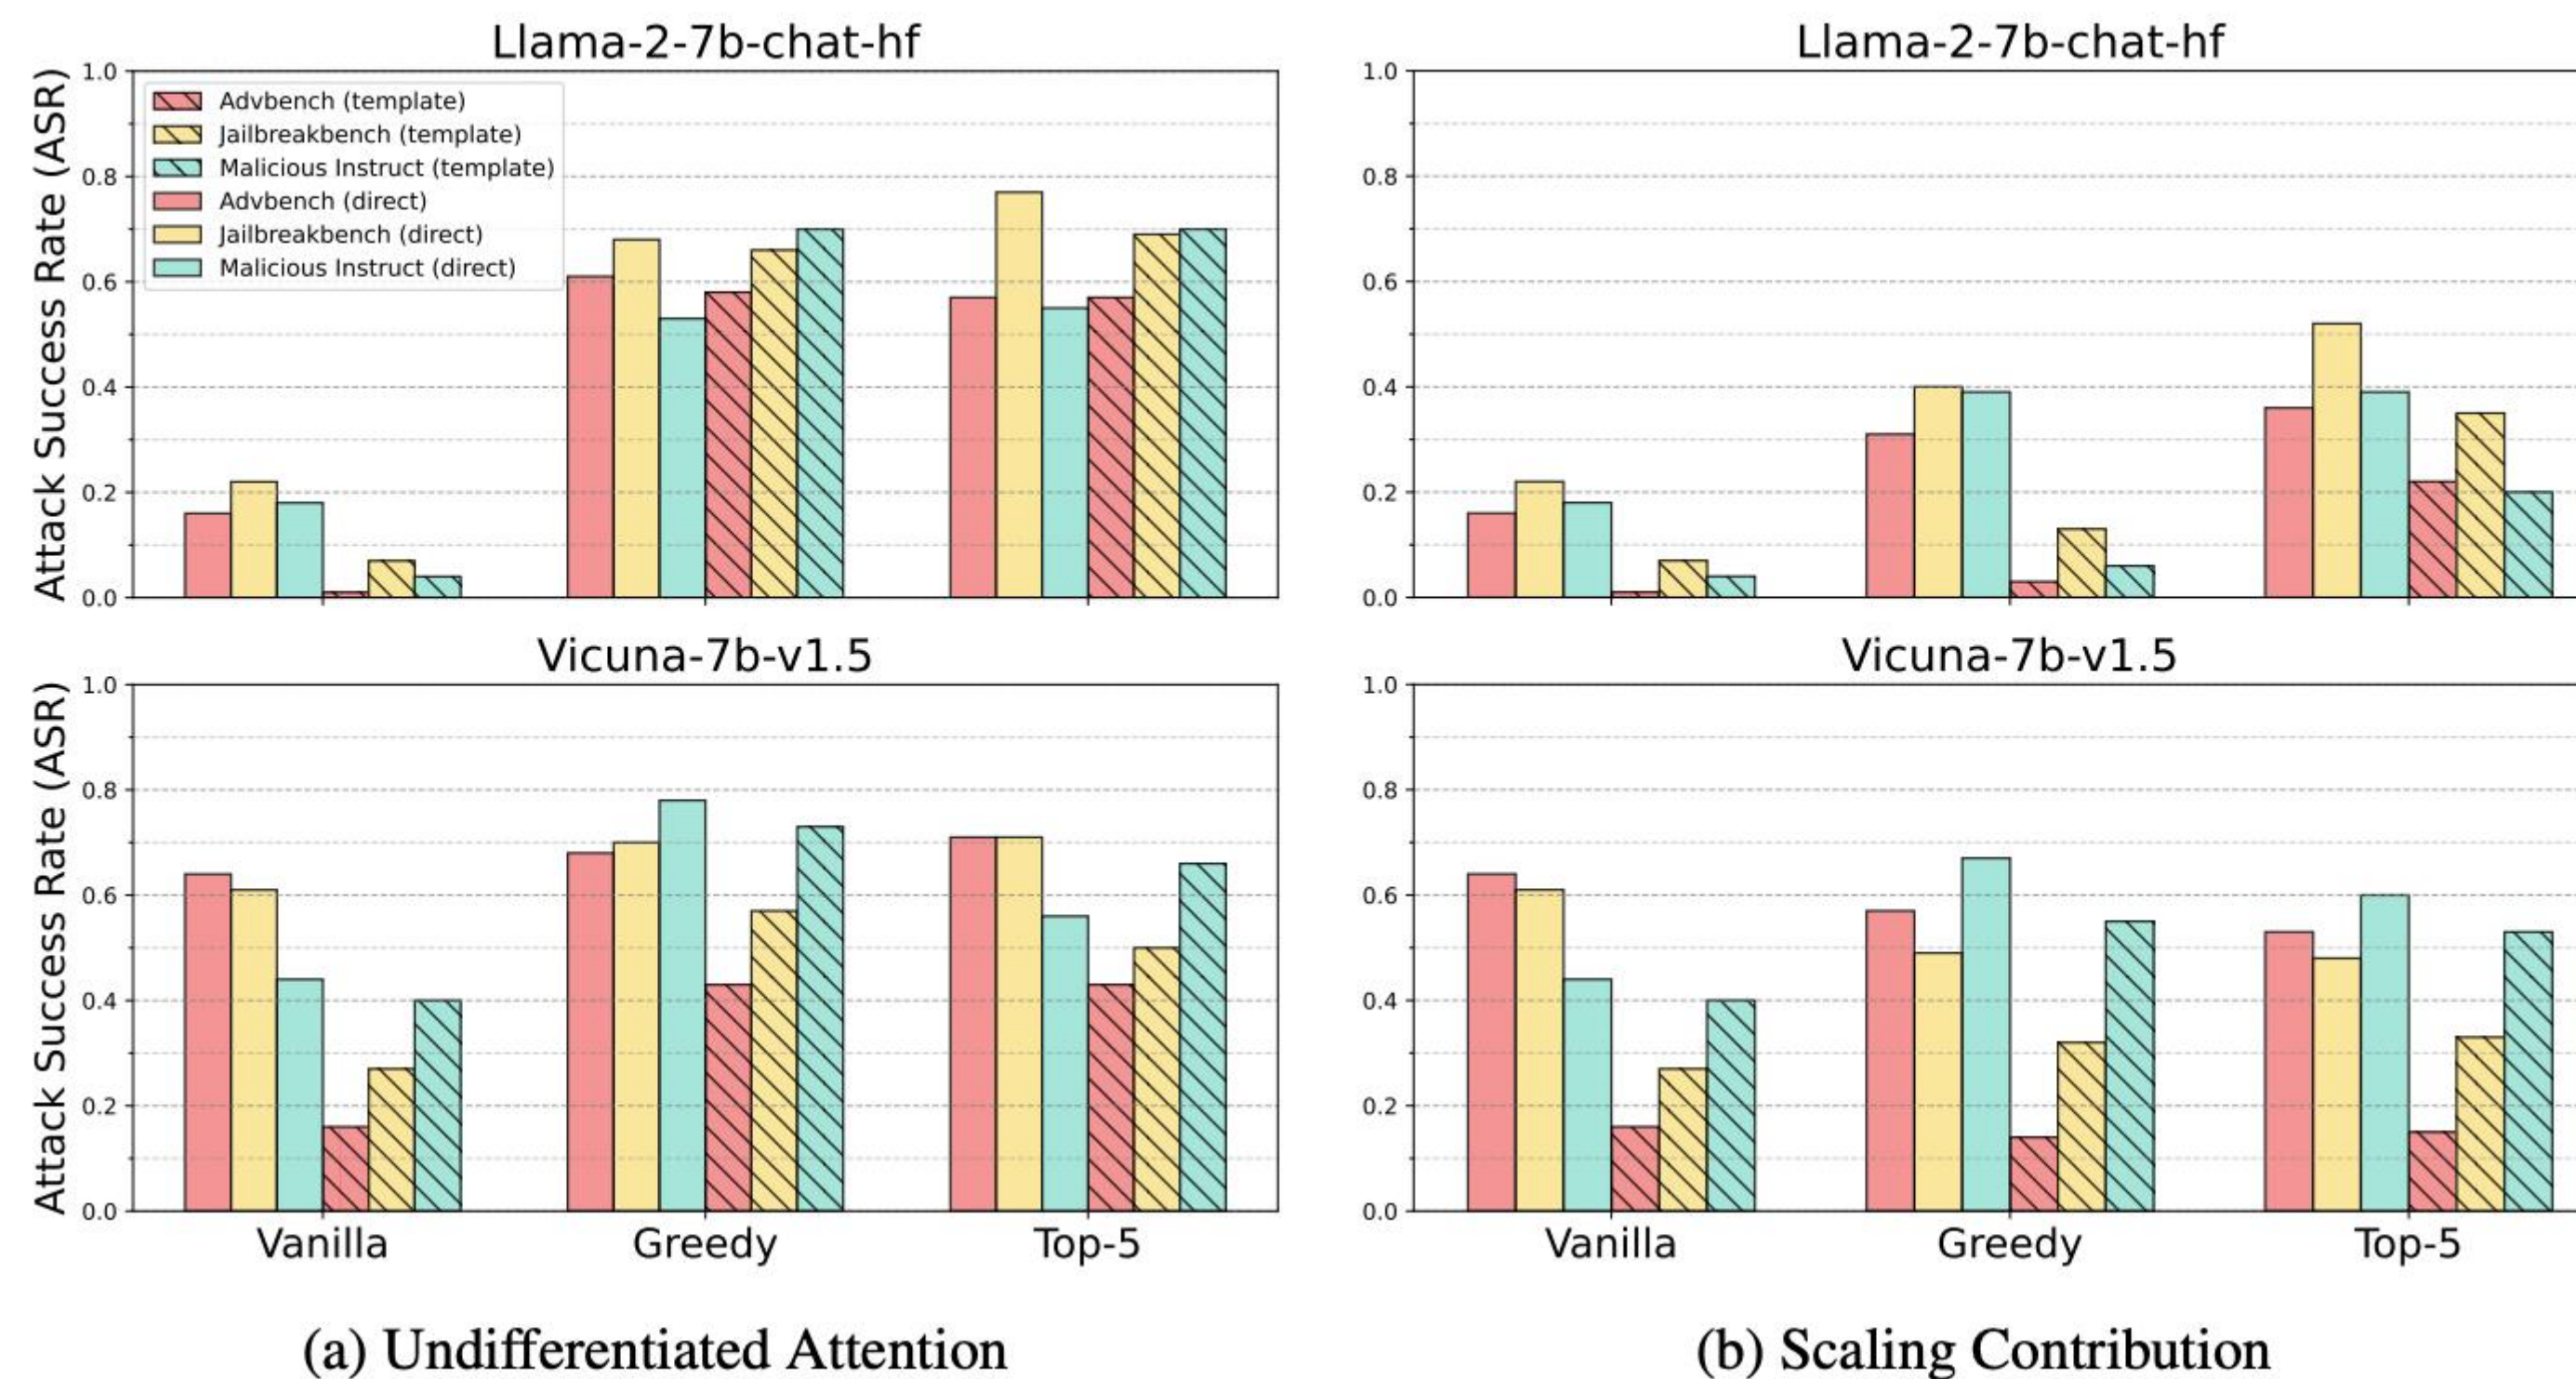 Llama-2-7b-chat-hf
Attack Success Rate (ASR)
1.0
0.8
0.6
0.4
0.2
0.0
Advbench (template)
Jailbreakbench (template)
Malicious Instruct (template)
Advbench (direct)
Jailbreakbench (direct)
Malicious Instruct (direct)
Llama-2-7b-chat-hf
1.0
0.8
0.6
0.4
0.2
0.0
Vicuna-7b-v1.5
Attack Success Rate (ASR)
1.0
0.8
0.6
0.4
0.2
0.0
Vanilla
Greedy
Top-5
Vicuna-7b-v1.5
1.0
0.8
0.6
0.4
0.2
0.0
Vanilla
Greedy
Top-5
(a) Undifferentiated Attention
(b) Scaling Contribution